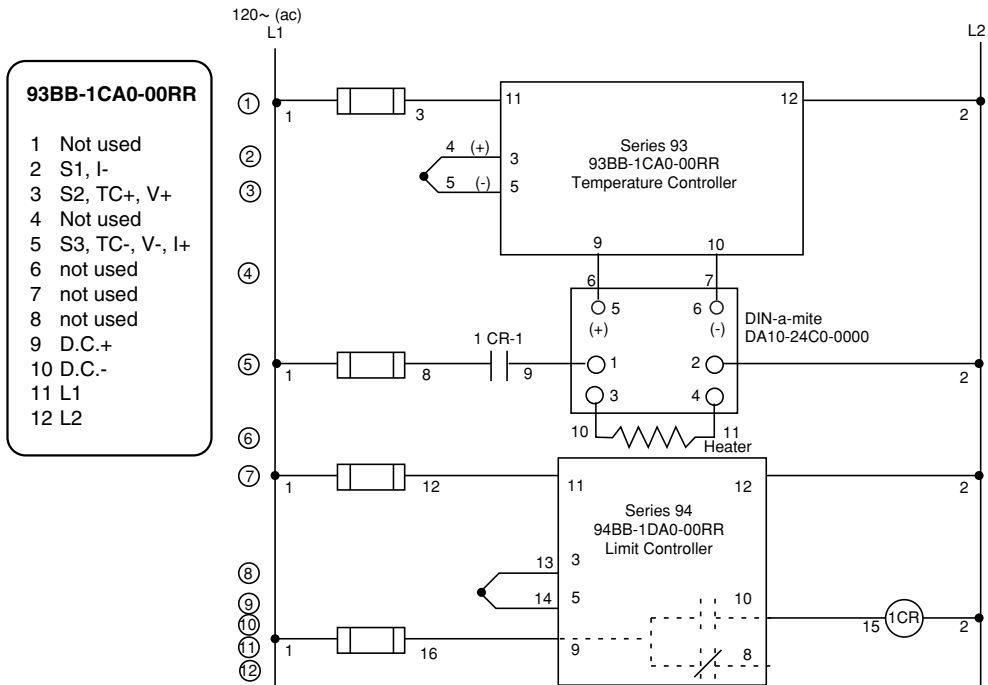 120~ (ac)
L1
L2
93BB-1CA0-00RR
1 Not used
2 S1, I-
3 S2, TC+, V+
4 Not used
5 S3, TC-, V-, I+
6 not used
7 not used
8 not used
9 D.C.+
10 D.C.-
11 L1
12 L2
1
1
3
11
12
2
Series 93
93BB-1CA0-00RR
Temperature Controller
2
4 (+)
3
3
5 (-)
5
9
10
4
6
7
5
6
(+)
(-)
DIN-a-mite
DA10-24C0-0000
1 CR-1
5
1
8
9
1
2
2
3
4
6
10
11
Heater
7
1
12
11
12
2
Series 94
94BB-1DA0-00RR
Limit Controller
8
13
3
9
14
5
10
10
15
1CR
2
11
1
16
9
8
12